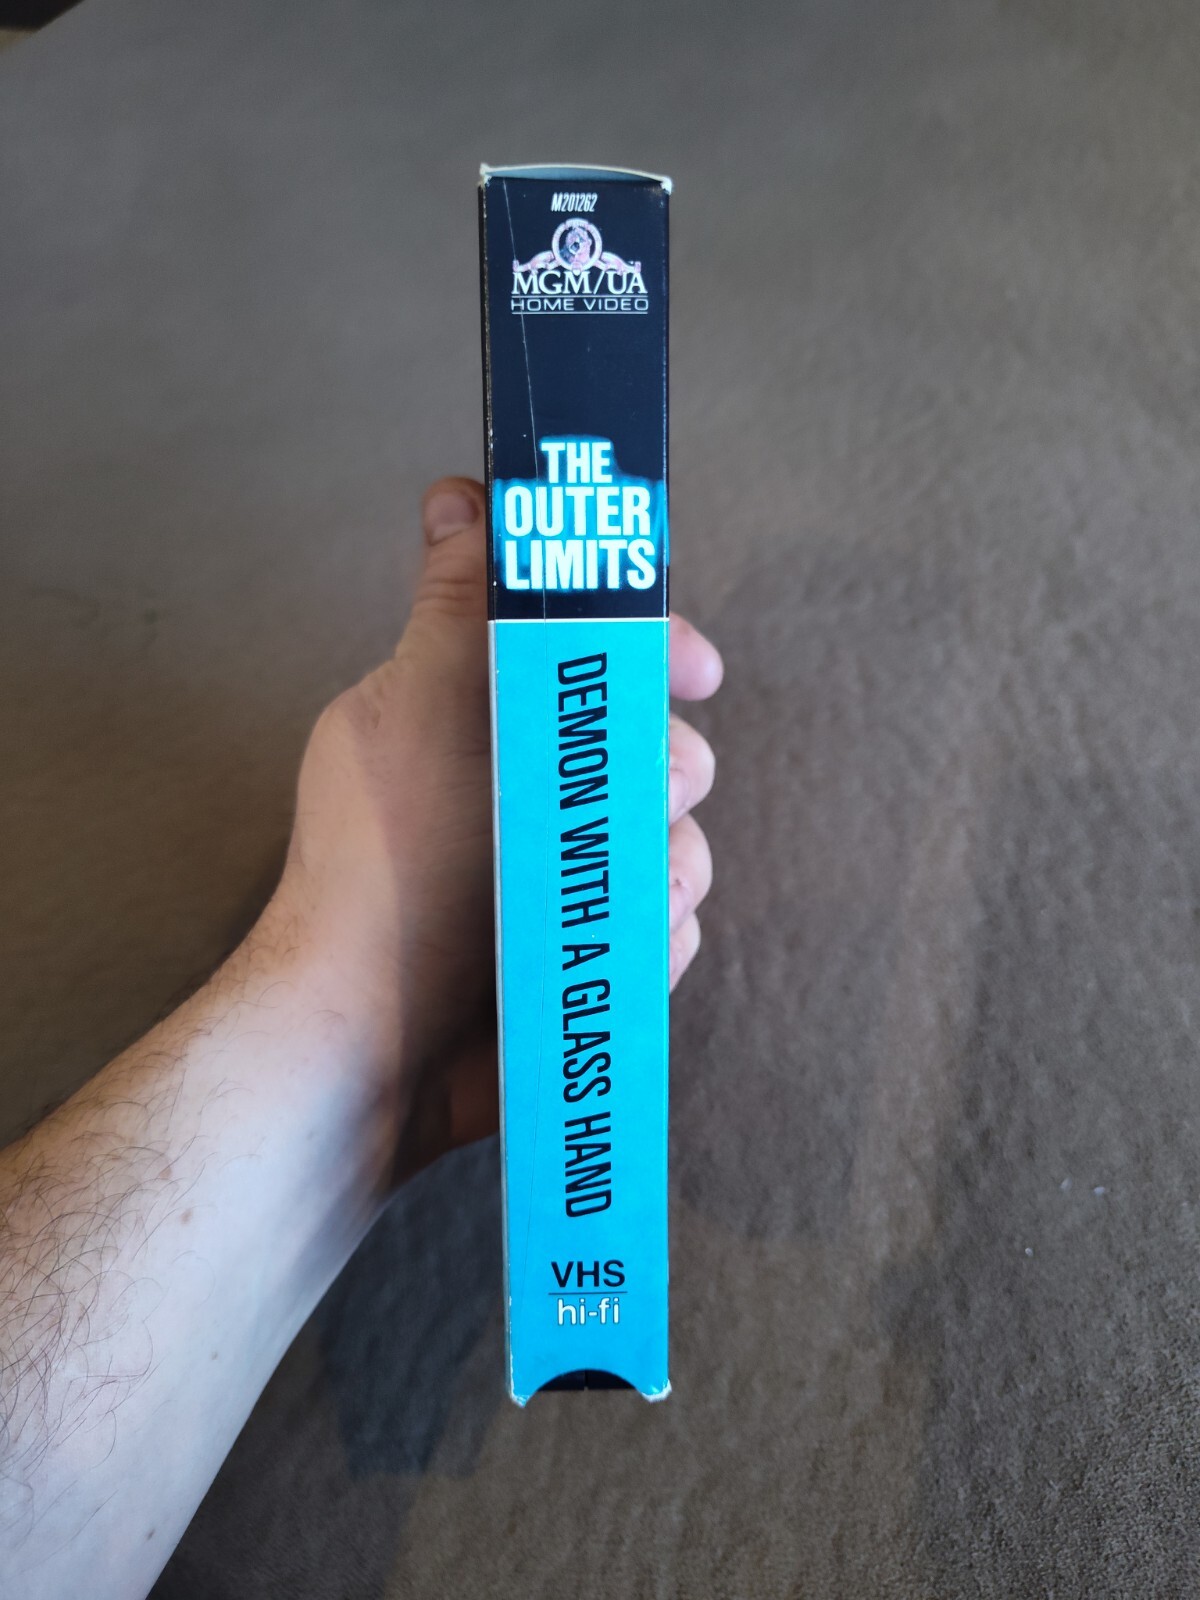 M201262
MGM/UA
HOME VIDEO
THE
OUTER
LIMITS
DEMON WITH A GLASS HAND
VHS
hi-fi